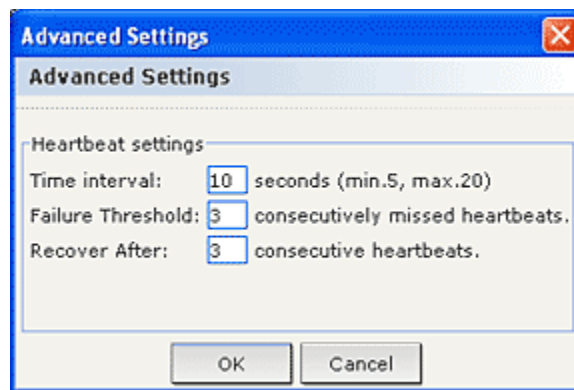 Advanced Settings
Advanced Settings
Heartbeat settings
Time interval: 10 seconds (min.5, max.20)
Failure Threshold: 3 consecutively missed heartbeats.
Recover After: 3 consecutive heartbeats.
OK Cancel